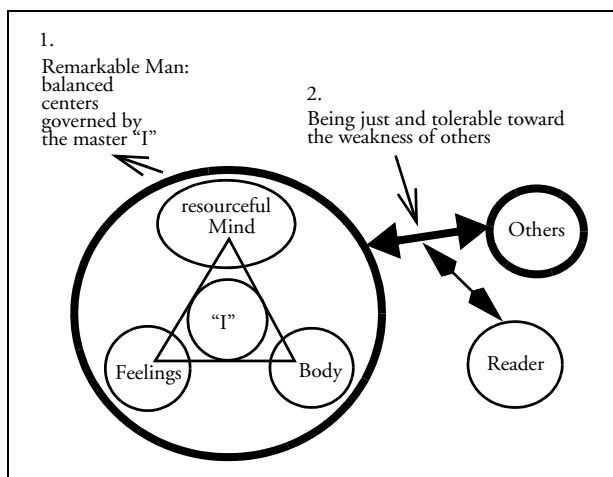 1.
Remarkable Man:
balanced
centers
governed by
the master “I”
2.
Being just and tolerable toward
the weakness of others
resourceful
Mind
“I”
Feelings
Body
Others
Reader